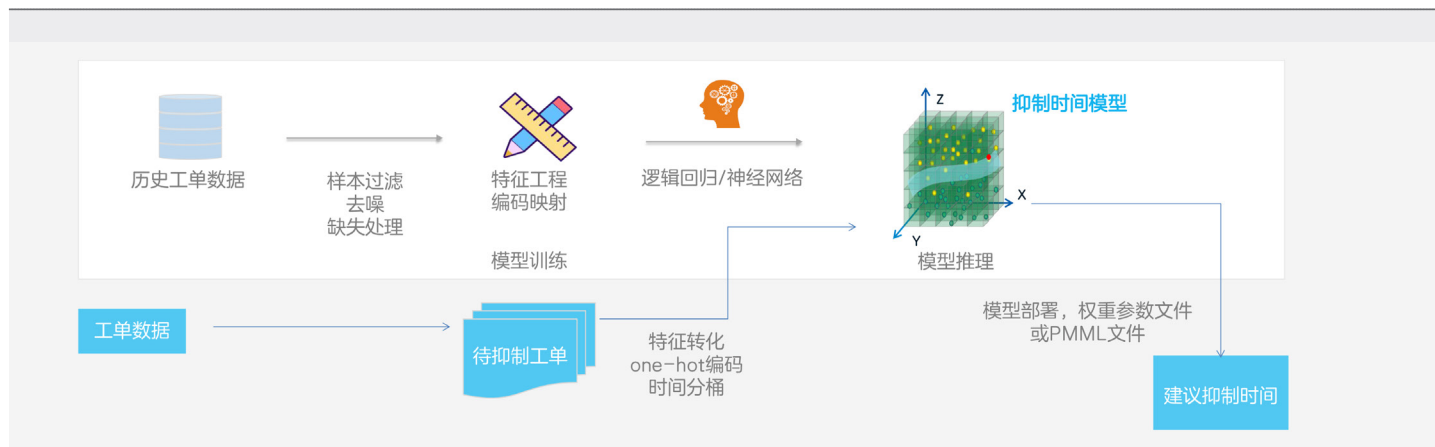 抑制时间模型
Z
X
Y
历史工单数据
样本过滤
去噪
缺失处理
特征工程
编码映射
逻辑回归/神经网络
模型训练
模型推理
工单数据
待抑制工单
特征转化
one-hot编码
时间分桶
模型部署，权重参数文件
或PMML文件
建议抑制时间